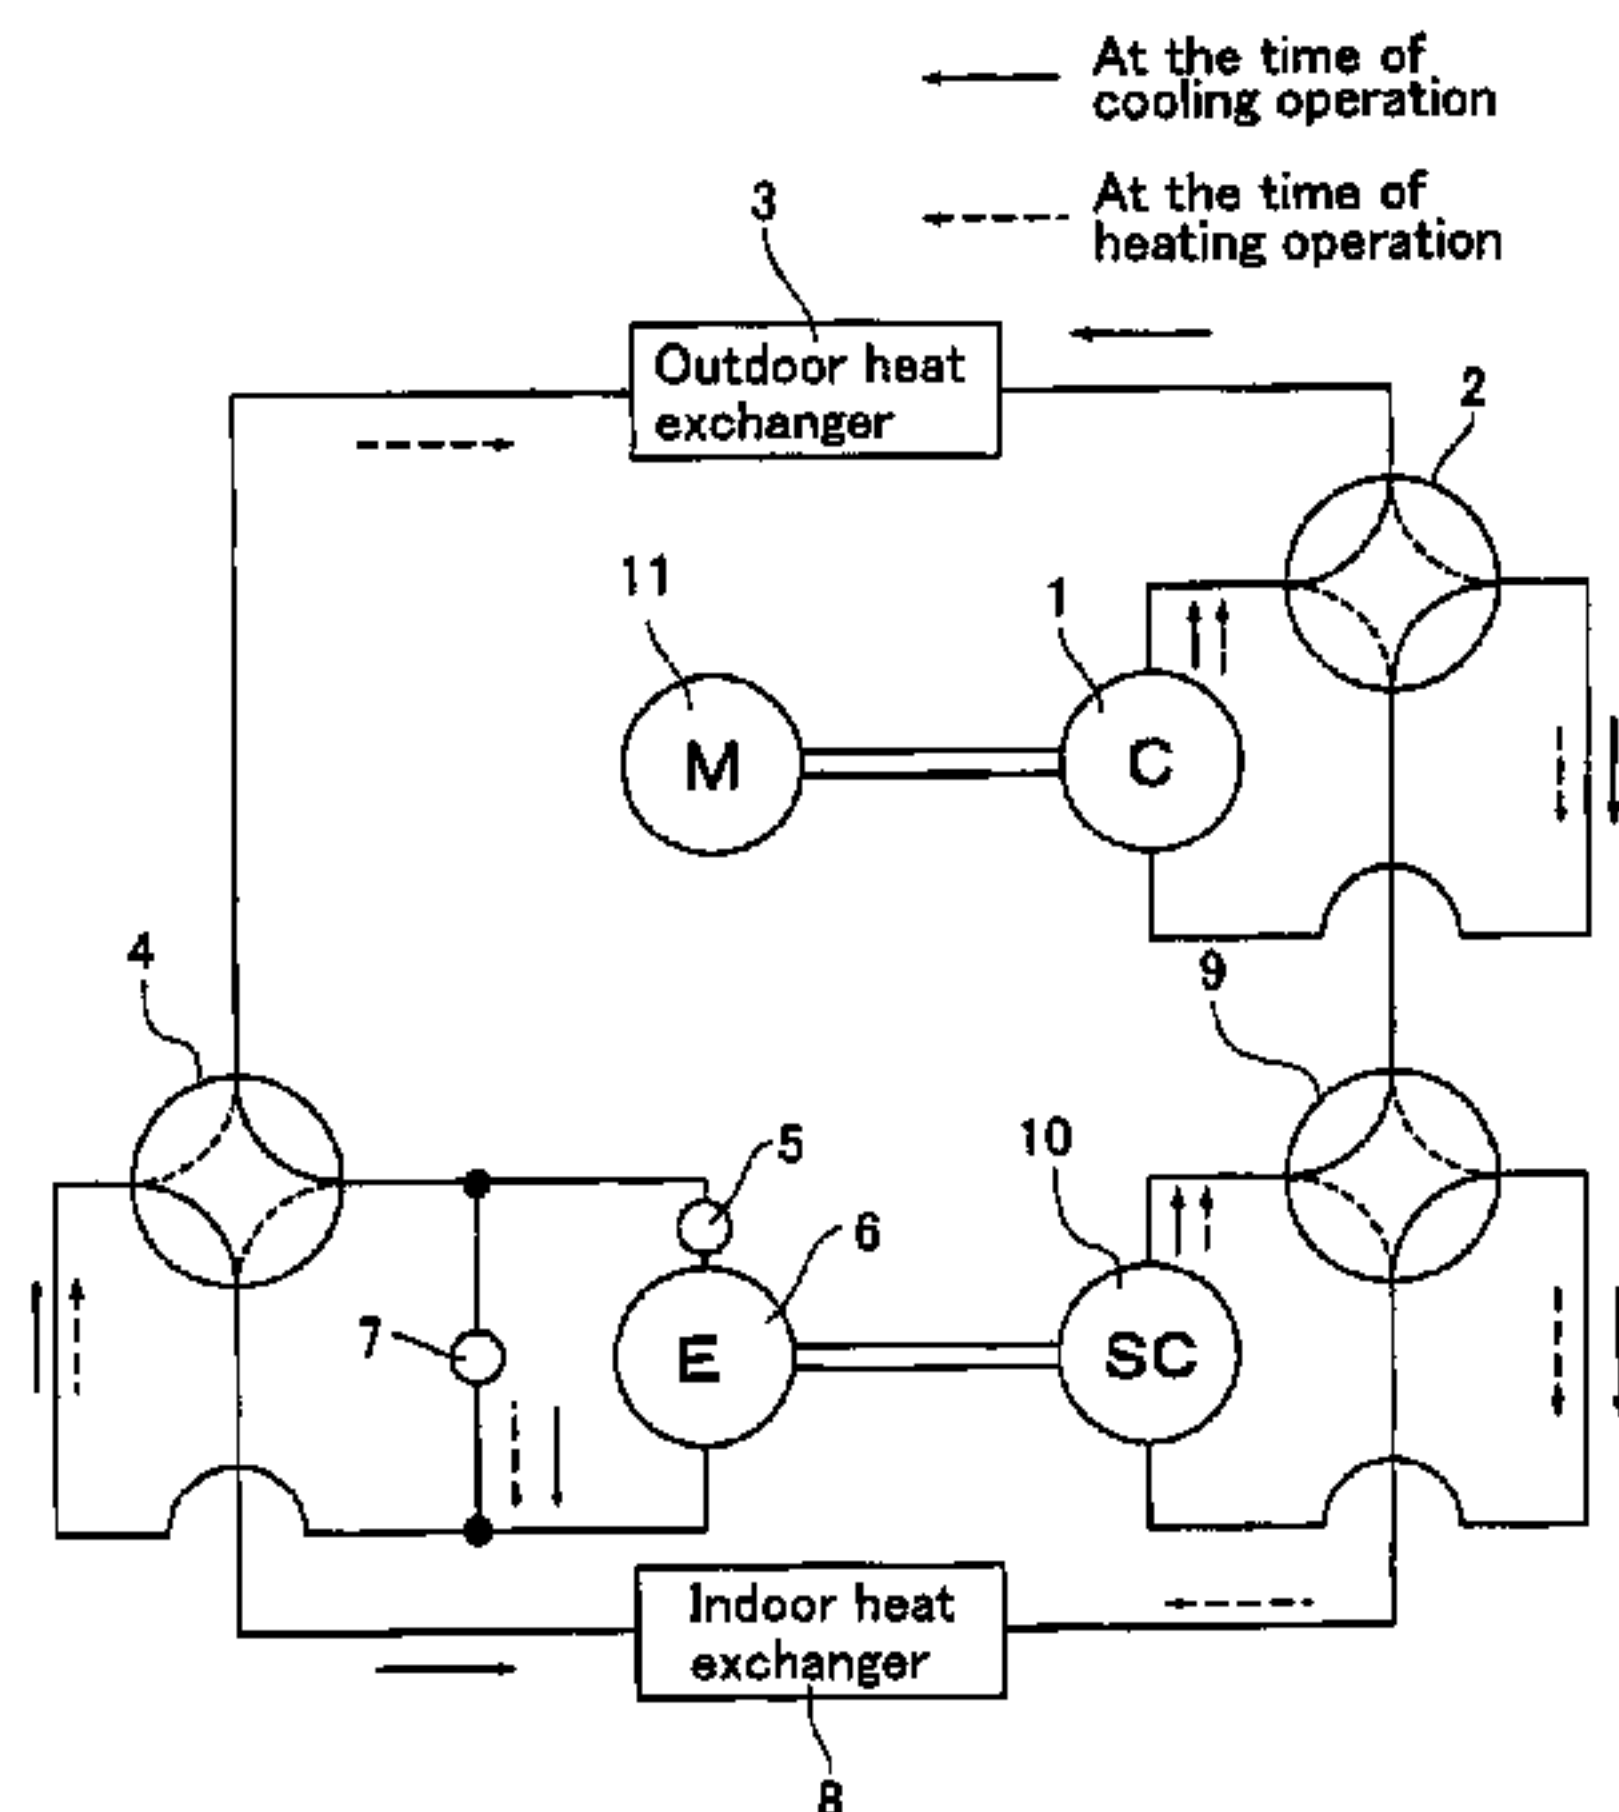 At the time of
cooling operation
At the time of
heating operation
3
Outdoor heat
exchanger
2
11
1
M
C
4
9
5
10
6
7
E
SC
Indoor heat
exchanger
8